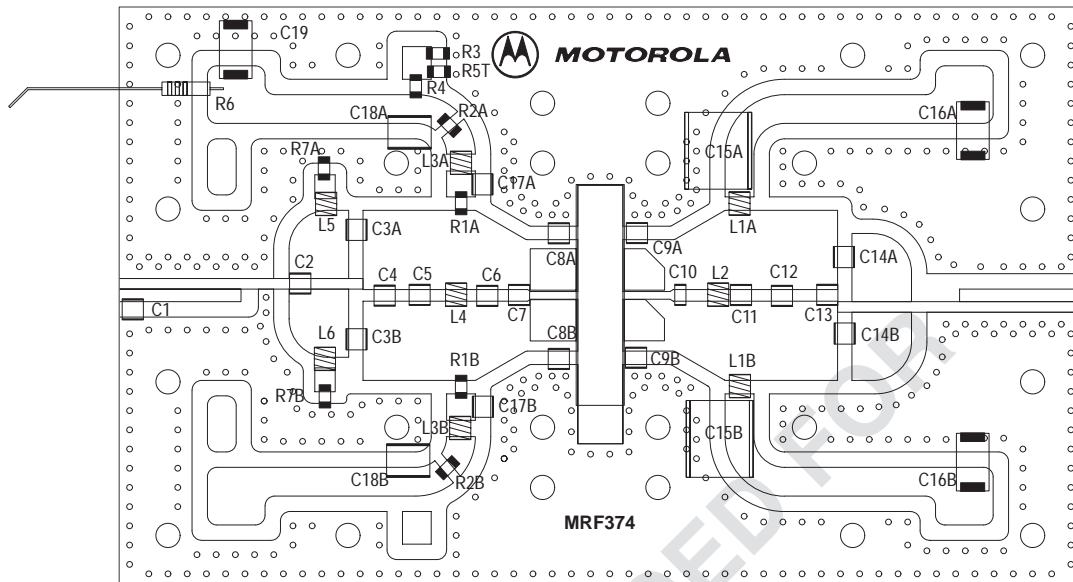 C19
R3
MOTOROLA
R5T
R4
R6
C18A
R2A
C16A
R7A
L3A
C15A
C17A
L5
C3A
R1A
L1A
C8A
C9A
C14A
C2
C4
C5
C6
C10
L2
C12
C1
L4
C7
C11
C13
L6
C3B
C8B
C9B
C14B
R1B
L1B
R7B
C17B
L3B
C15B
C18B
R2B
C16B
MRF374
RED FOR